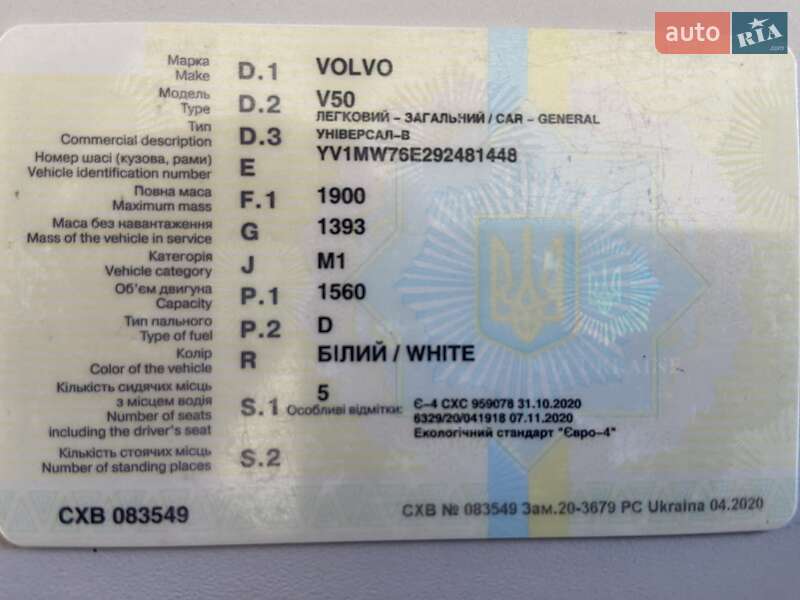 auto RIA
Марка
Make D.1 VOLVO
Модель
Type D.2 V50
ЛЕГКОВИЙ – ЗАГАЛЬНИЙ / CAR – GENERAL
Тип
Commercial description D.3 УНІВЕРСАЛ-В
Номер шасі (кузова, рами)
Vehicle identification number E YV1MW76E292481448
Повна маса
Maximum mass F.1 1900
Маса без навантаження
Mass of the vehicle in service G 1393
Категорія
Vehicle category J M1
Об'єм двигуна
Capacity P.1 1560
Тип пального
Type of fuel P.2 D
Колір
Color of the vehicle R БІЛИЙ / WHITE
Кількість сидячих місць
з місцем водія
Number of seats
including the driver's seat S.1 5
Особливі відмітки: Є-4 СХС 959078 31.10.2020
6329/20/041918 07.11.2020
Екологічний стандарт "Євро-4"
Кількість стоячих місць
Number of standing places S.2
СХВ 083549
СХВ № 083549 Зам.20-3679 РС Ukraina 04.2020